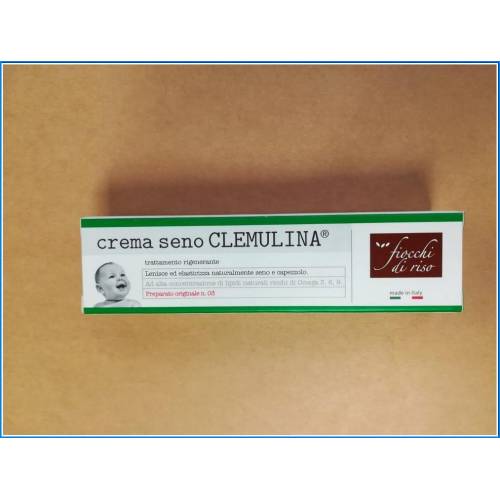 crema seno CLEMULINA®
trattamento rigenerante
Lenisce ed elasticizza naturalmente seno e capezzolo.
Ad alta concentrazione di lipidi naturali ricchi di Omega 3, 6, 9.
Preparato originale n. 03
fiocchi
di riso
made in Italy